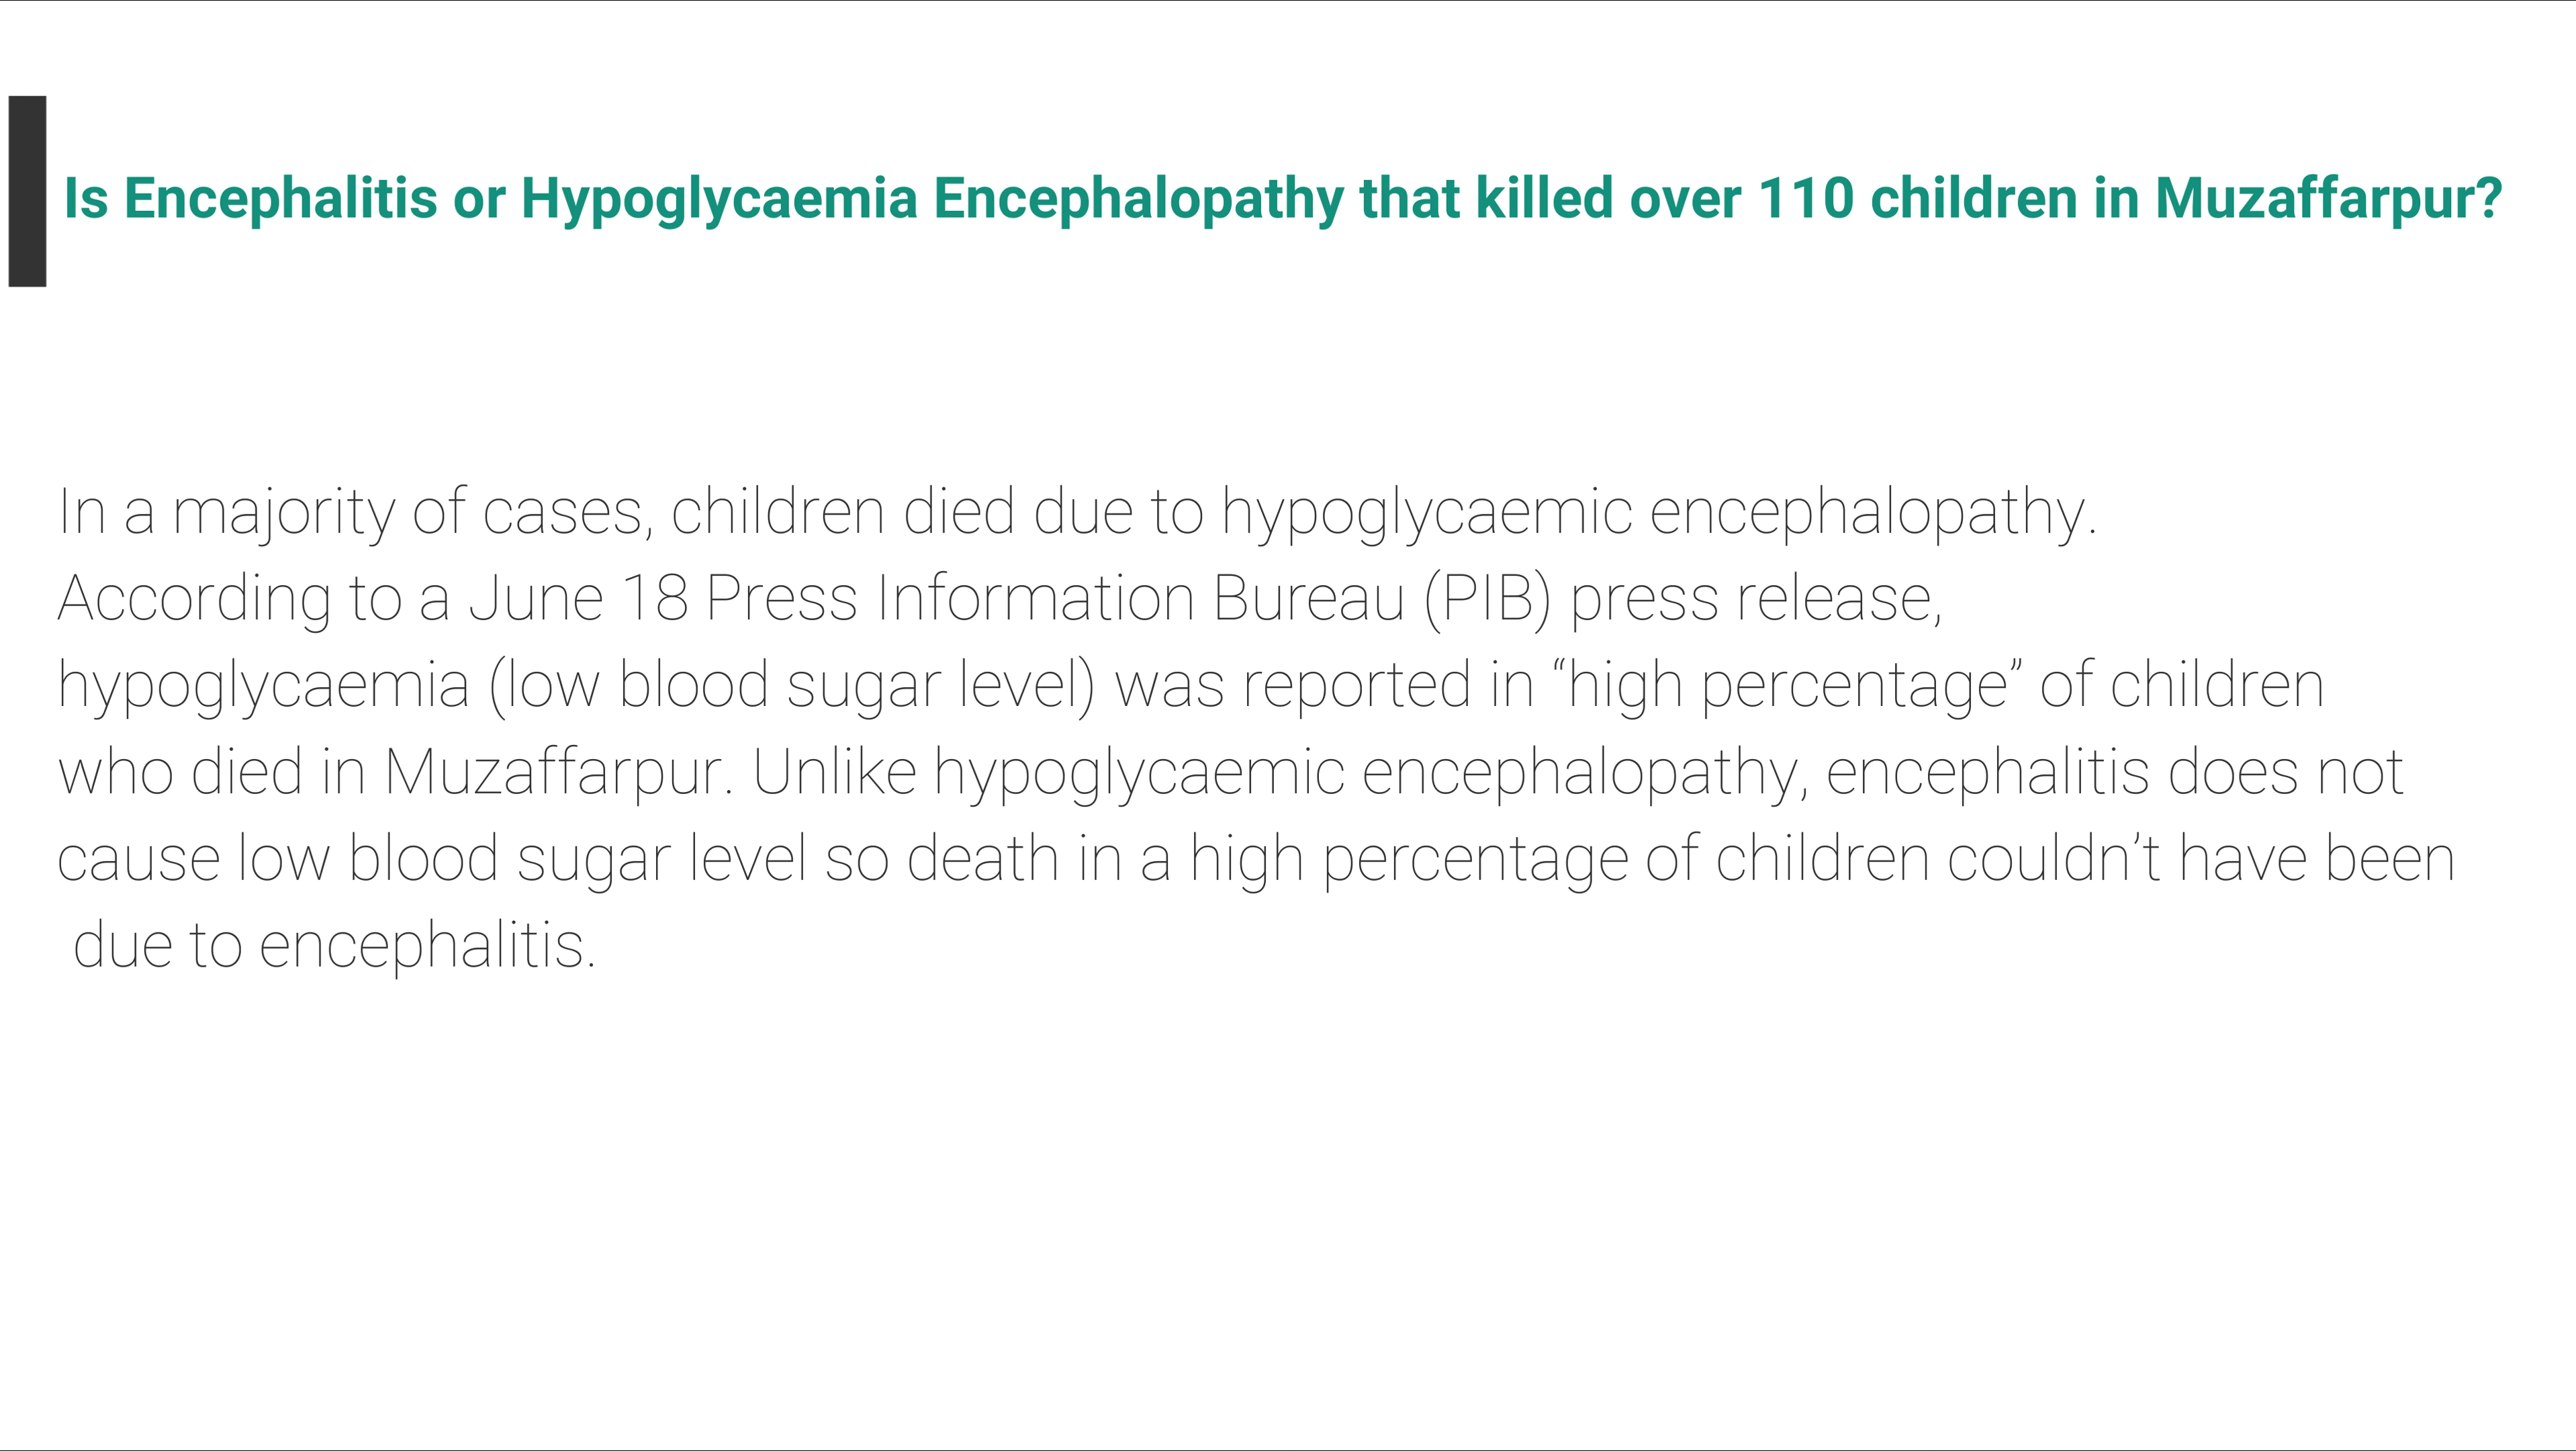 Is Encephalitis or Hypoglycaemia Encephalopathy that killed over 110 children in Muzaffarpur?
In a majority of cases, children died due to hypoglycaemic encephalopathy.
According to a June 18 Press Information Bureau (PIB) press release,
hypoglycaemia (low blood sugar level) was reported in “high percentage” of children
who died in Muzaffarpur. Unlike hypoglycaemic encephalopathy, encephalitis does not
cause low blood sugar level so death in a high percentage of children couldn’t have been
due to encephalitis.